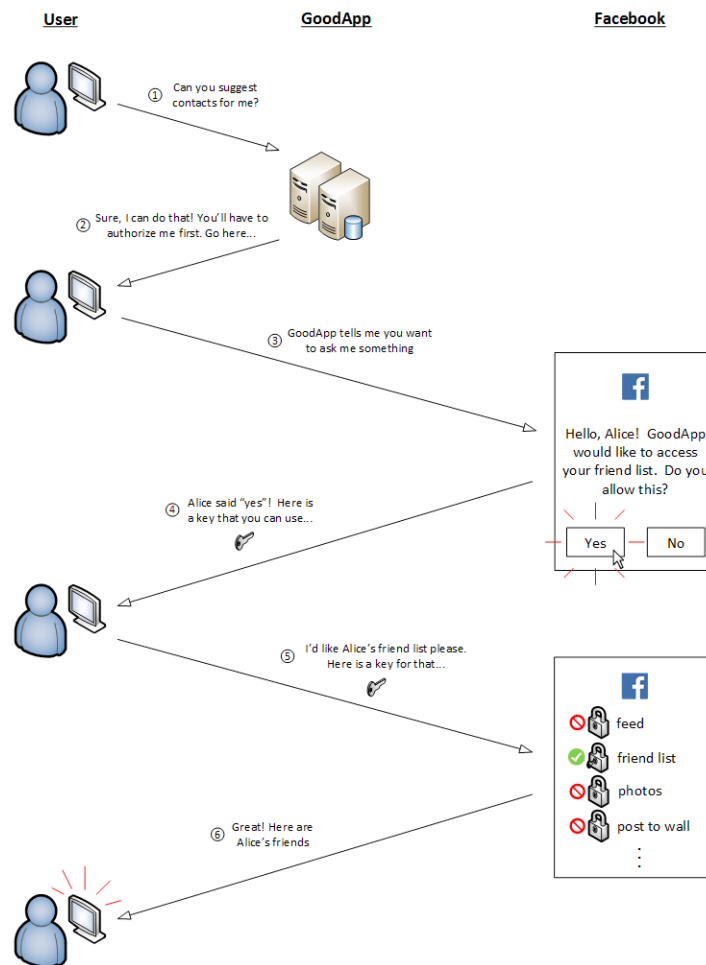 User
GoodApp
Facebook
① Can you suggest
contacts for me?
② Sure, I can do that! You'll have to
authorize me first. Go here...
③ GoodApp tells me you want
to ask me something
f
Hello, Alice! GoodApp
would like to access
your friend list. Do you
allow this?
Yes
No
④ Alice said "yes"! Here is
a key that you can use...
⑤ I'd like Alice's friend list please.
Here is a key for that...
f
feed
friend list
photos
post to wall
⑥ Great! Here are
Alice's friends